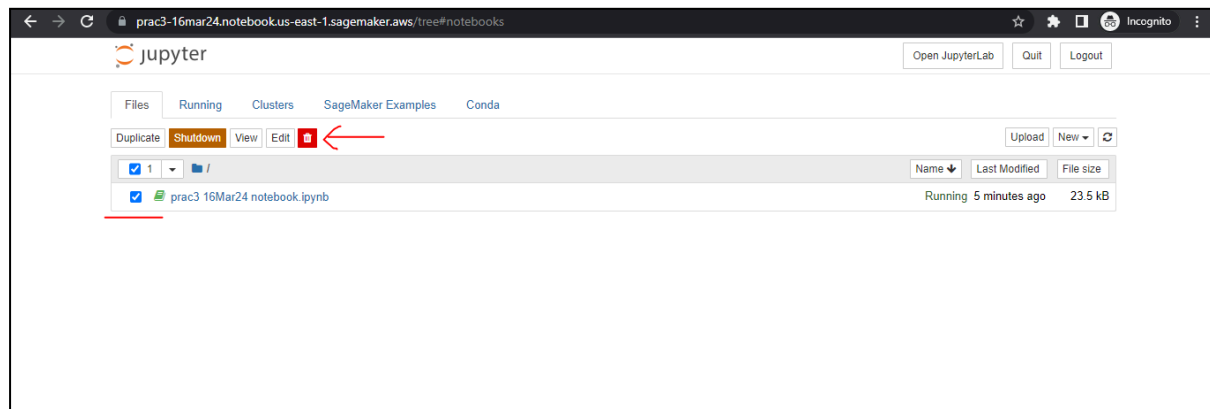 prac3-16mar24.notebook.us-east-1.sagemaker.aws/tree#notebooks Incognito
jupyter Open JupyterLab Quit Logout
Files Running Clusters SageMaker Examples Conda
Duplicate Shutdown View Edit Upload New
1 / Name Last Modified File size
prac3 16Mar24 notebook.ipynb Running 5 minutes ago 23.5 kB